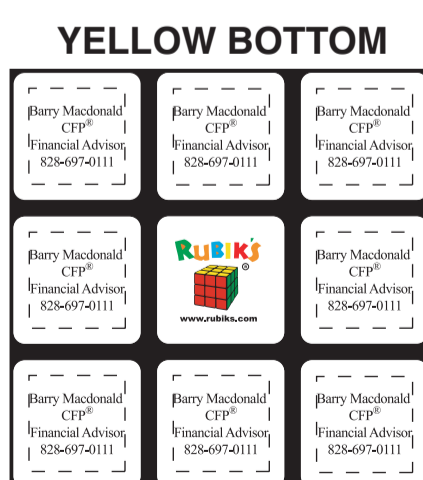 YELLOW BOTTOM
Barry Macdonald
CFP®
Financial Advisor
828-697-0111
Barry Macdonald
CFP®
Financial Advisor
828-697-0111
Barry Macdonald
CFP®
Financial Advisor
828-697-0111
Barry Macdonald
CFP®
Financial Advisor
828-697-0111
RUBIK'S
®
www.rubiks.com
Barry Macdonald
CFP®
Financial Advisor
828-697-0111
Barry Macdonald
CFP®
Financial Advisor
828-697-0111
Barry Macdonald
CFP®
Financial Advisor
828-697-0111
Barry Macdonald
CFP®
Financial Advisor
828-697-0111